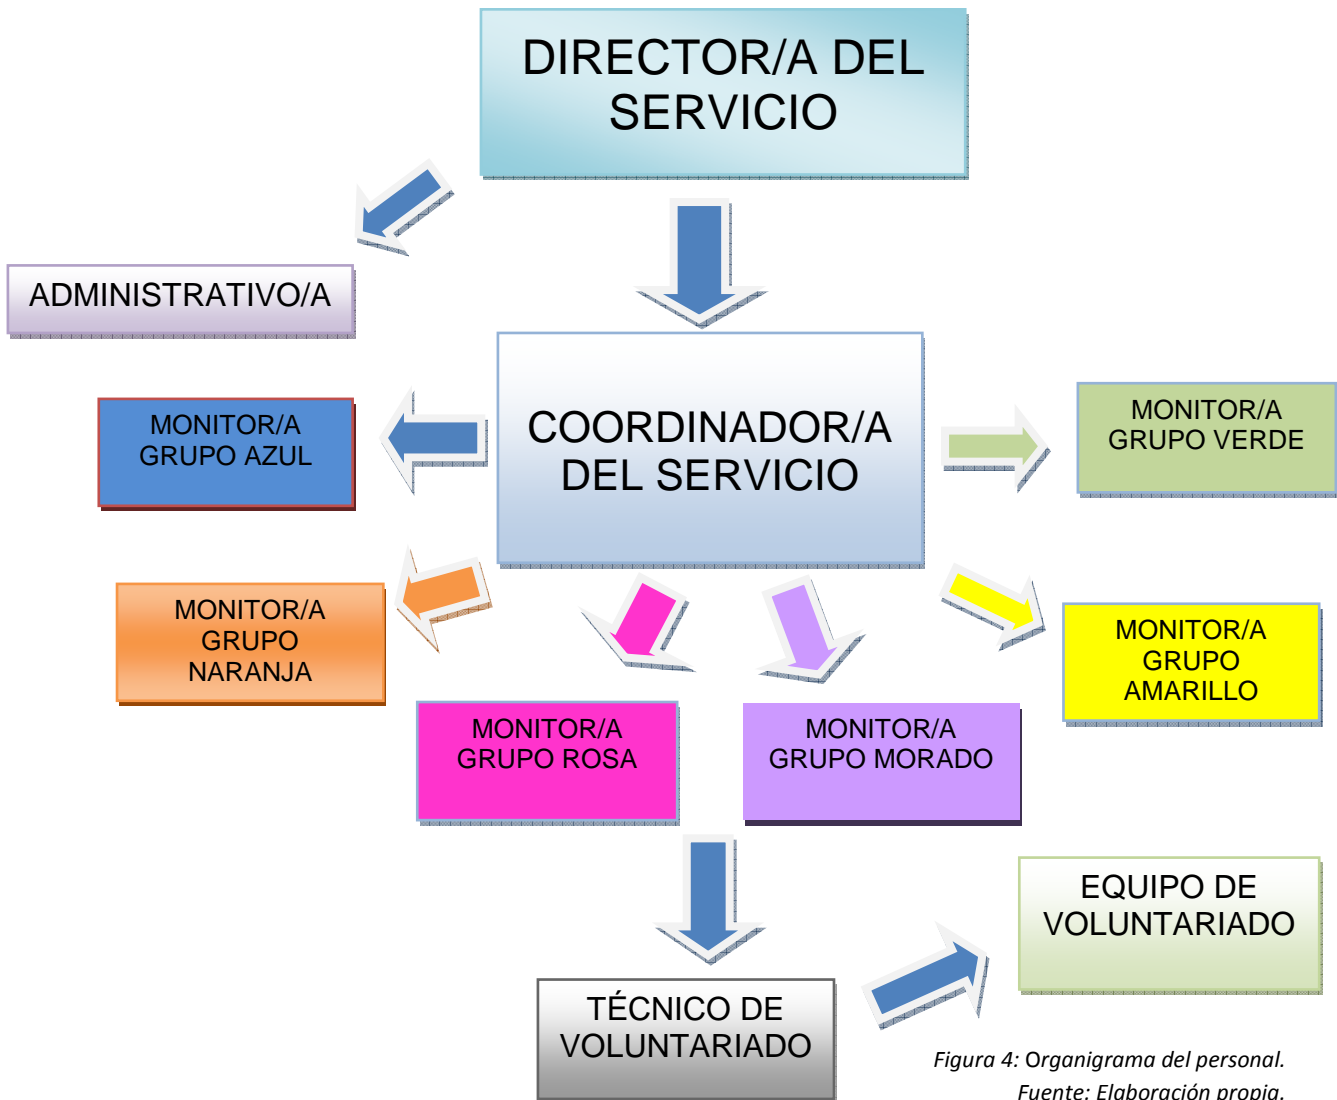 DIRECTOR/A DEL
SERVICIO
ADMINISTRATIVO/A
COORDINADOR/A
DEL SERVICIO
MONITOR/A
GRUPO AZUL
MONITOR/A
GRUPO VERDE
MONITOR/A
GRUPO
NARANJA
MONITOR/A
GRUPO
AMARILLO
MONITOR/A
GRUPO ROSA
MONITOR/A
GRUPO MORADO
EQUIPO DE
VOLUNTARIADO
TÉCNICO DE
VOLUNTARIADO
Figura 4: Organigrama del personal.
Fuente: Elaboración propia.